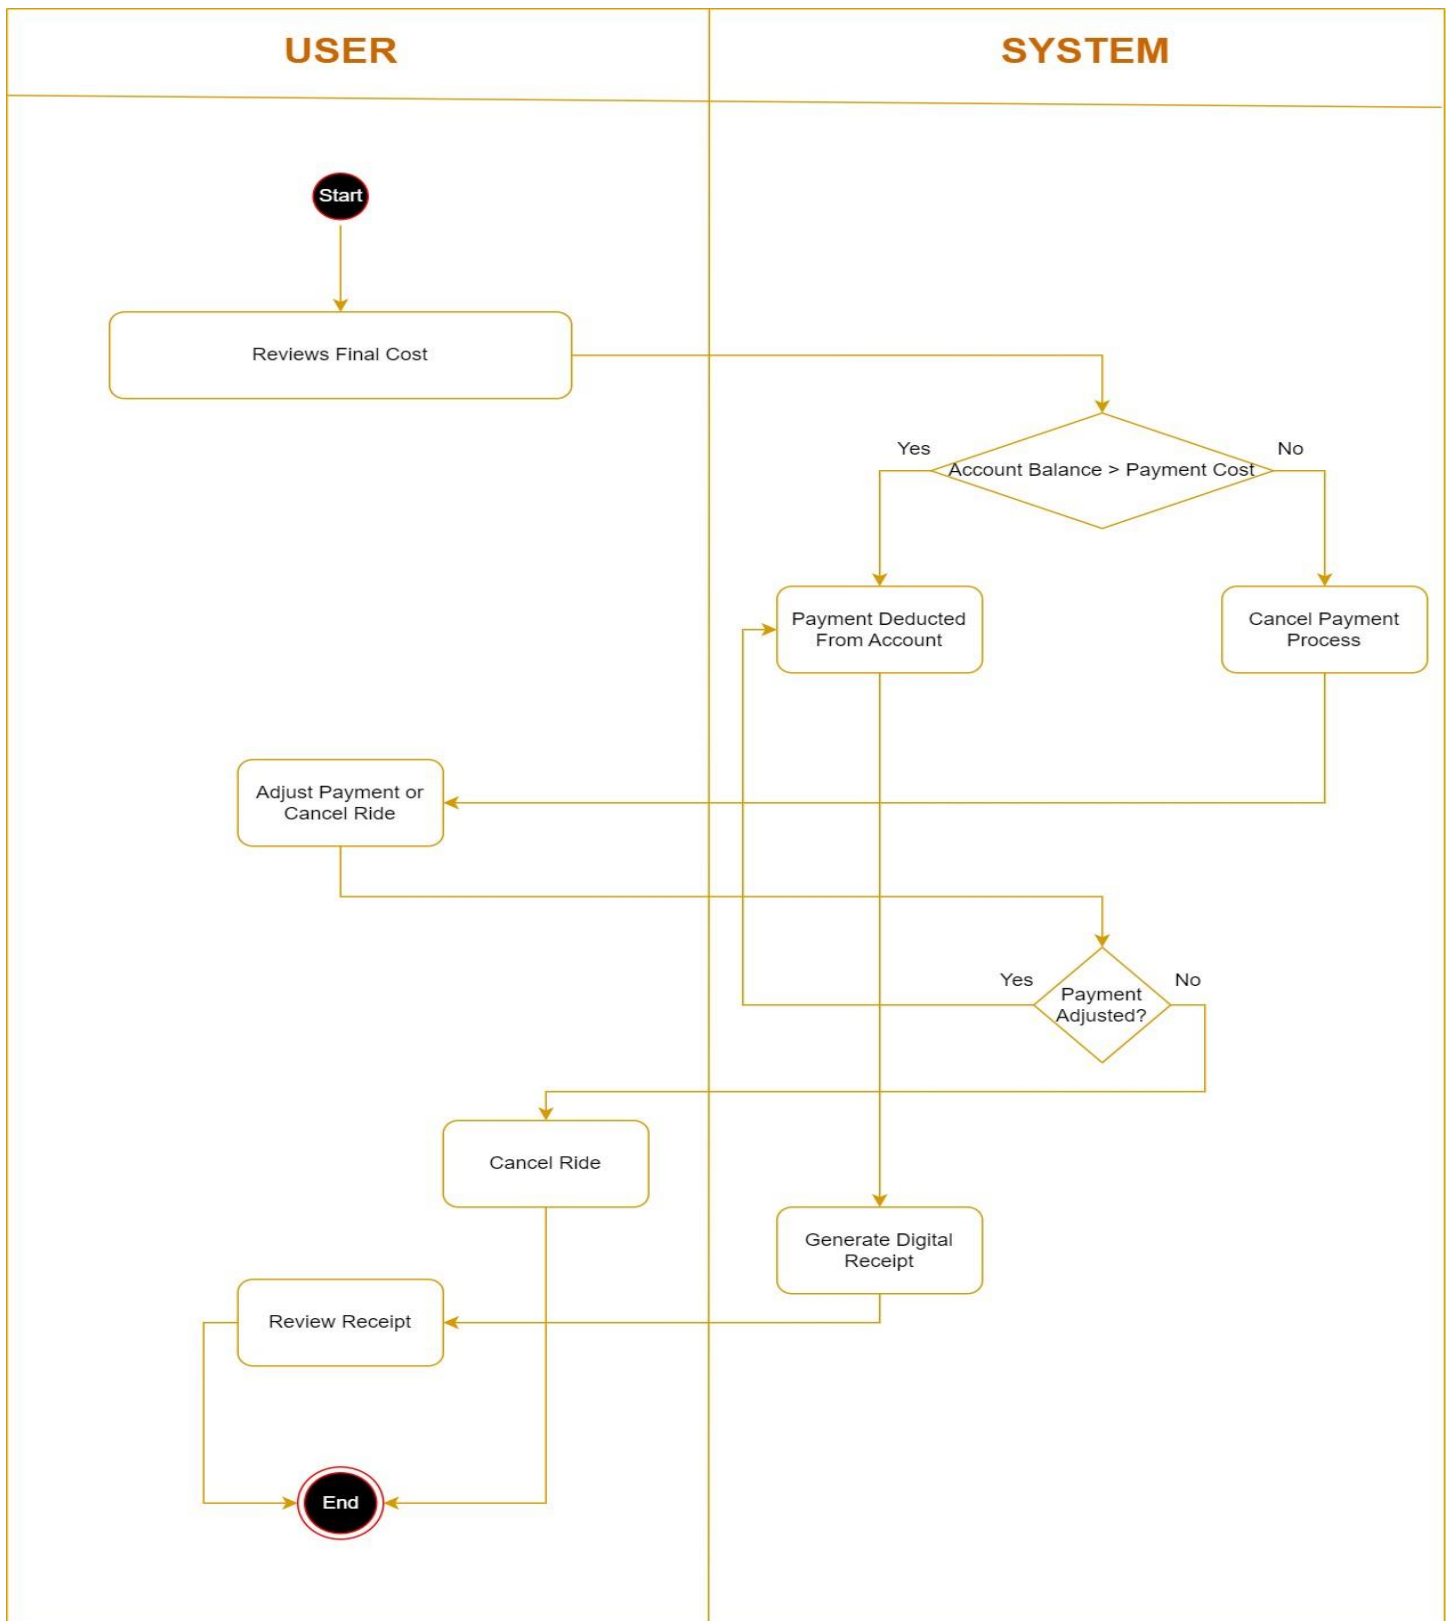 USER
SYSTEM
Start
Reviews Final Cost
Yes
No
Account Balance > Payment Cost
Payment Deducted
From Account
Cancel Payment
Process
Adjust Payment or
Cancel Ride
Yes
No
Payment
Adjusted?
Cancel Ride
Generate Digital
Receipt
Review Receipt
End